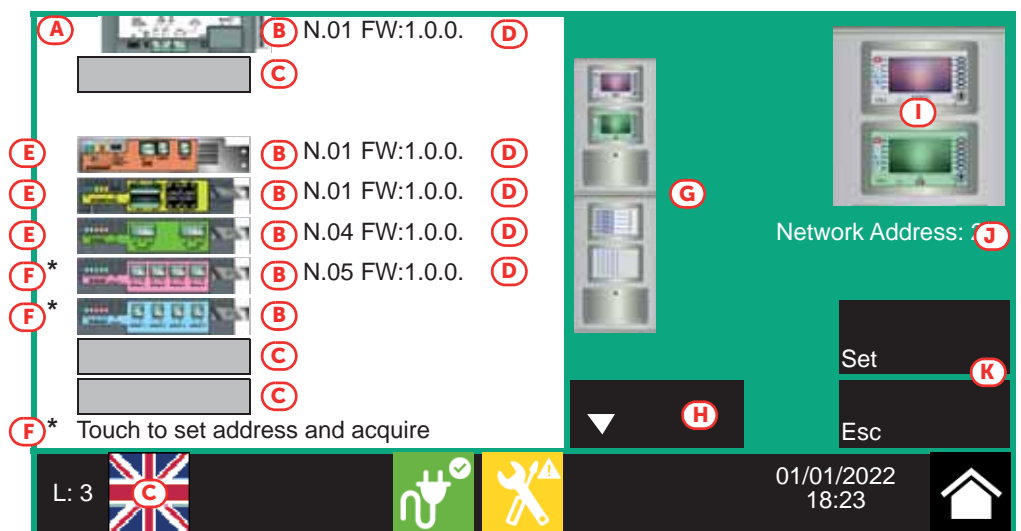 A B N.01 FW:1.0.0. D
C
E B N.01 FW:1.0.0. D
E B N.01 FW:1.0.0. D
E B N.04 FW:1.0.0. D
F * B N.05 FW:1.0.0. D
F * B
C
C
F * Touch to set address and acquire
G
H
I
Network Address: J
Set
K
Esc
L: 3 C
01/01/2022
18:23